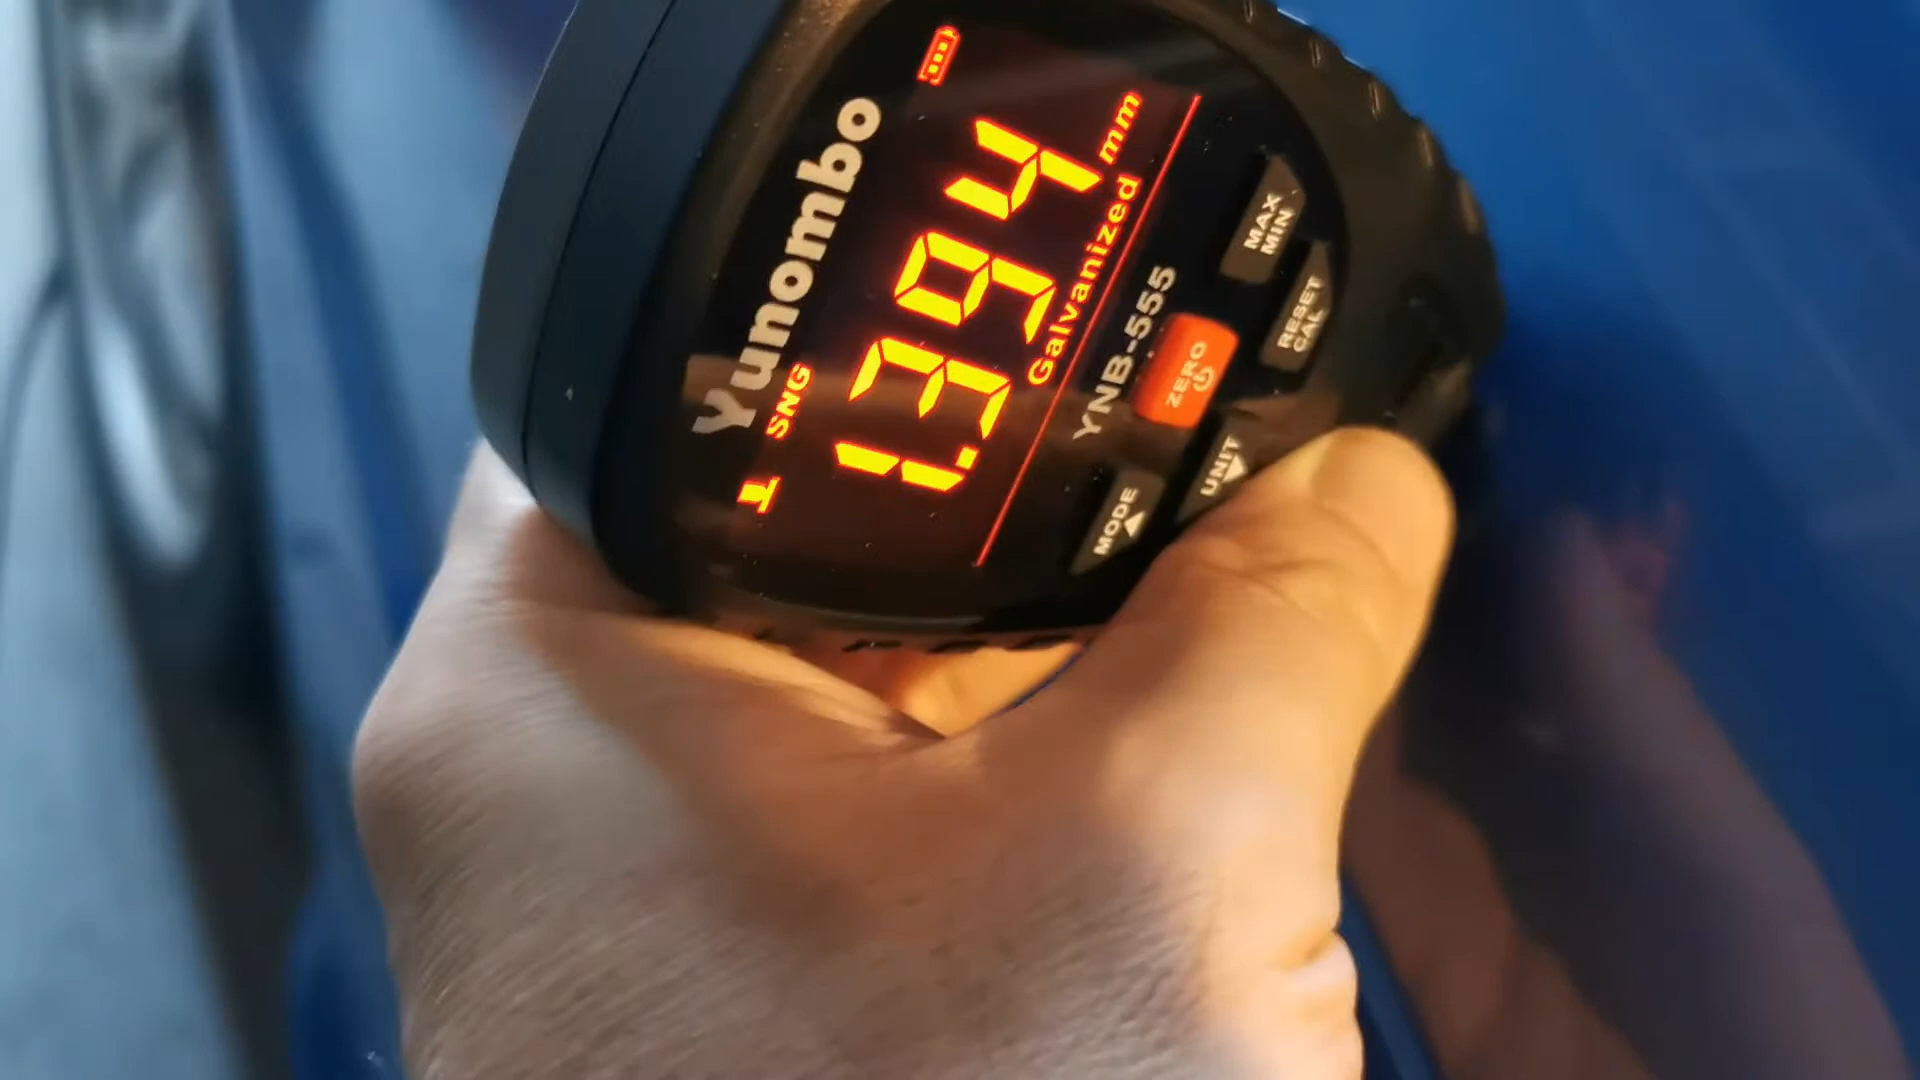 Yunombo
SNG
1.394 mm
Galvanized
YNB-555
MODE
UNIT
ZERO
RESET
CAL
MAX
MIN